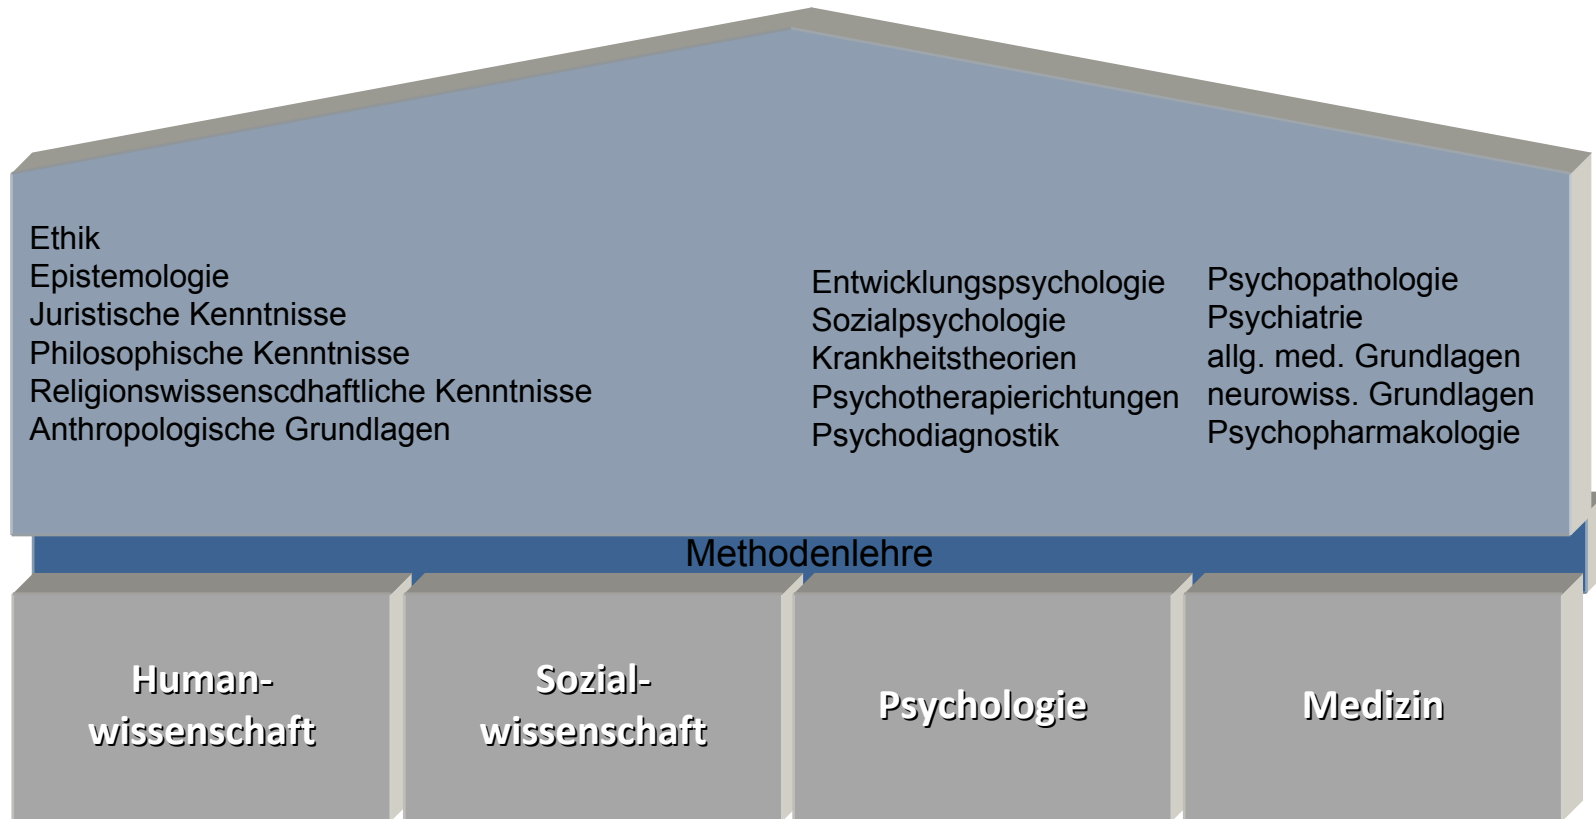 Ethik
Epistemologie
Juristische Kenntnisse
Philosophische Kenntnisse
Religionswissenscdhaftliche Kenntnisse
Anthropologische Grundlagen
Entwicklungspsychologie
Sozialpsychologie
Krankheitstheorien
Psychotherapierichtungen
Psychodiagnostik
Psychopathologie
Psychiatrie
allg. med. Grundlagen
neurowiss. Grundlagen
Psychopharmakologie
Methodenlehre
Human-
wissenschaft
Sozial-
wissenschaft
Psychologie
Medizin